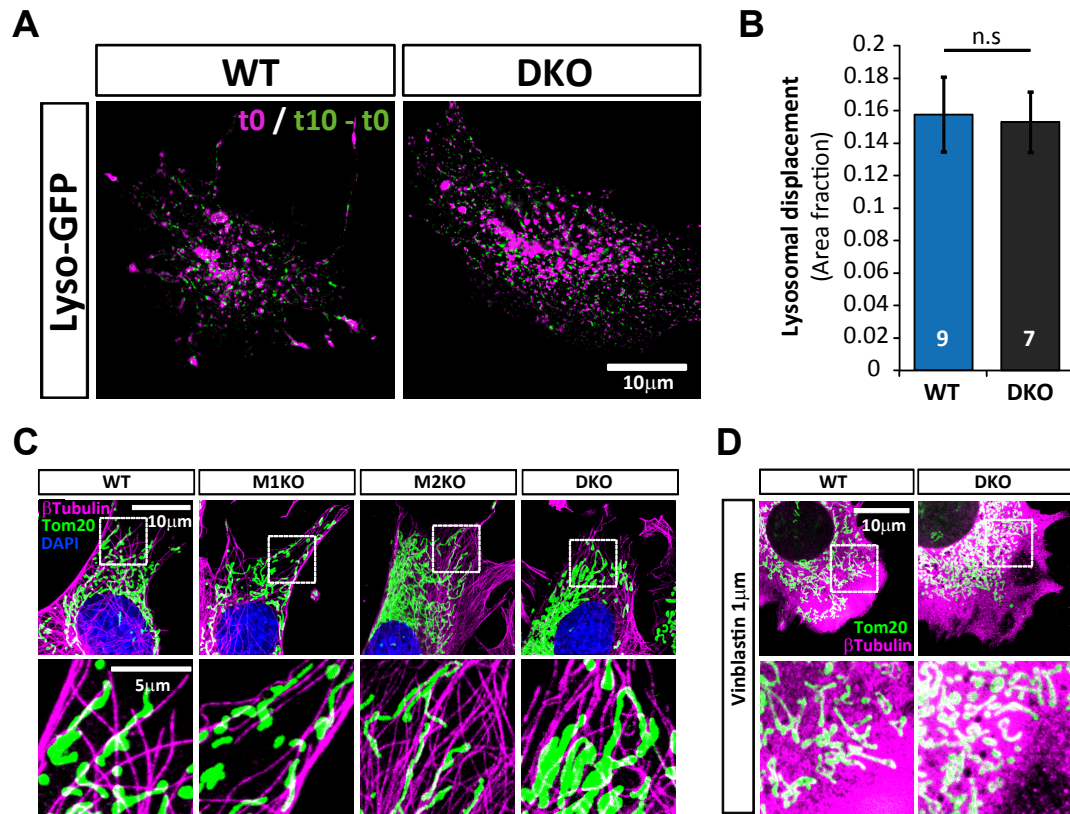 A
WT
DKO
Lyso-GFP
t0 / t10 - t0
10μm
B
n.s
Lysosomal displacement
(Area fraction)
0.2
0.18
0.16
0.14
0.12
0.1
0.08
0.06
0.04
0.02
0
9
7
WT
DKO
C
WT
M1KO
M2KO
DKO
βTubulin
Tom20
DAPI
10μm
5μm
D
WT
DKO
Vinblastin 1μm
10μm
Tom20
βTubulin